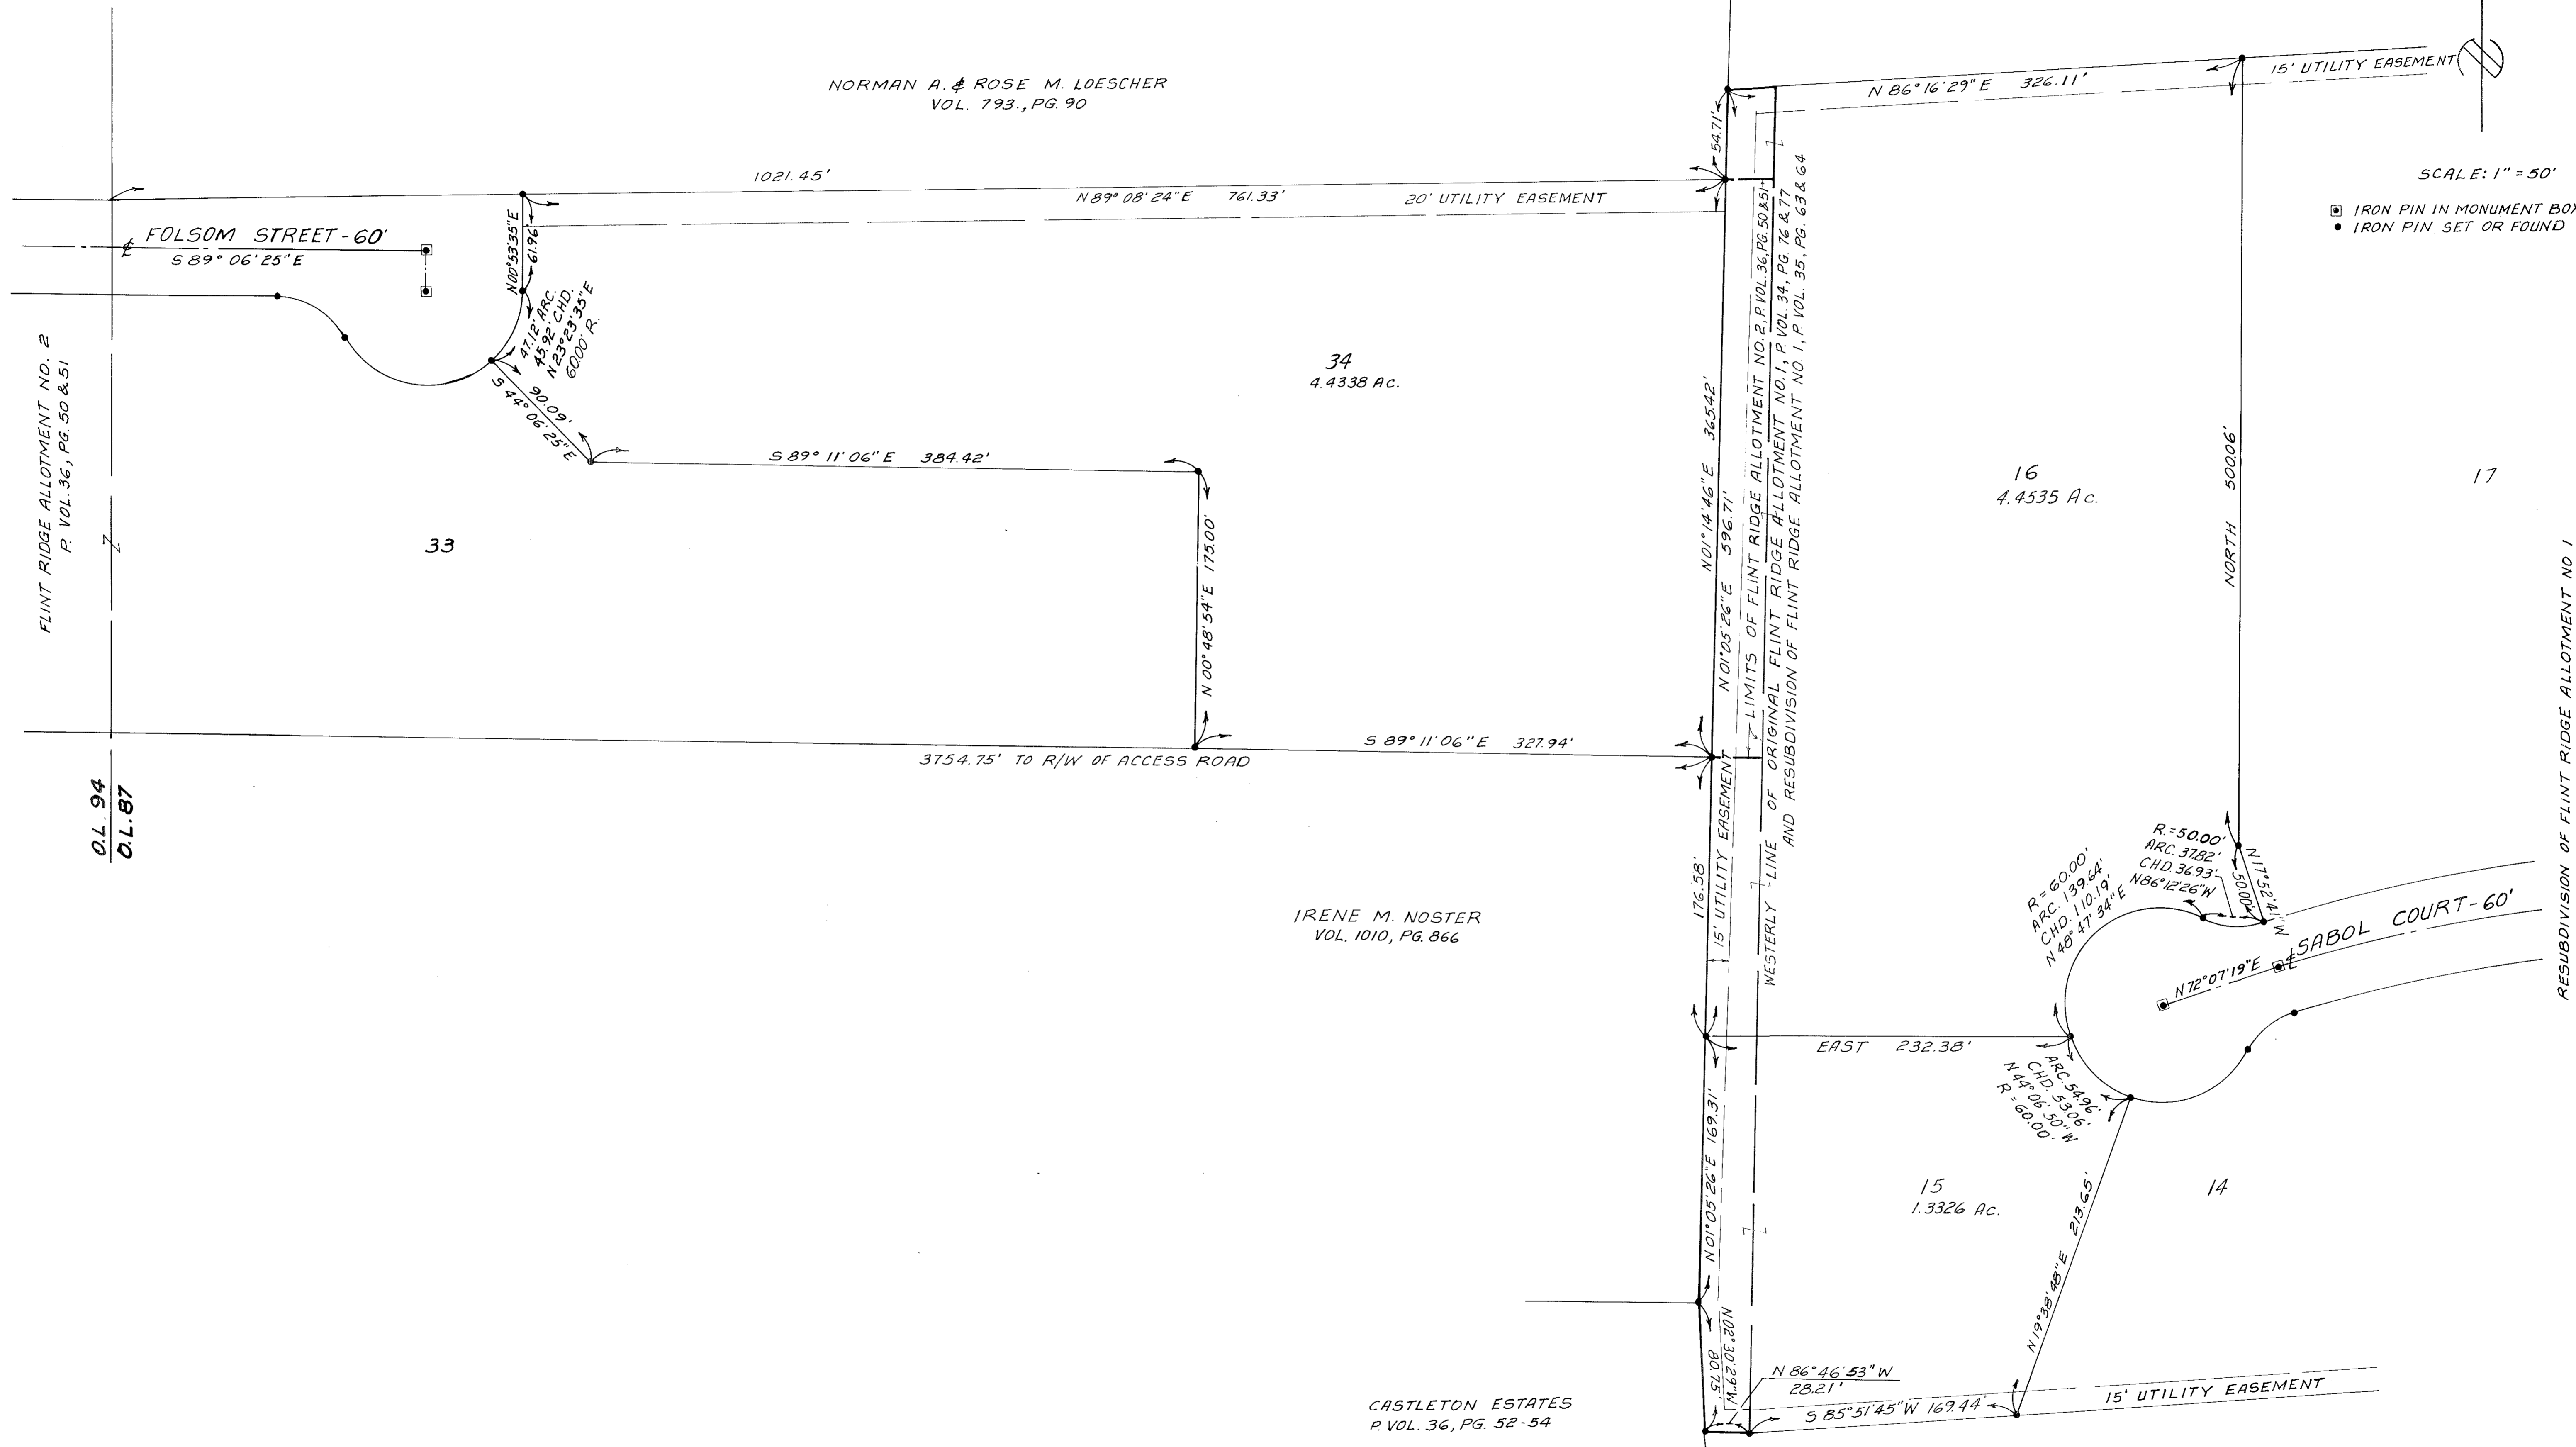 NORMAN A. & ROSE M. LOESCHER
VOL. 793., PG. 90
N 86° 16' 29" E 326.11'
15' UTILITY EASEMENT
SCALE: 1" = 50'
IRON PIN IN MONUMENT BOX
IRON PIN SET OR FOUND
1021.45'
N 89° 08' 24" E 761.33'
20' UTILITY EASEMENT
54.71'
FOLSOM STREET - 60'
S 89° 06' 25" E
N 00° 53' 35" E
61.96'
47.12' ARC.
45.92' CHD.
N 23° 23' 35" E
60.00' R.
90.09'
S 44° 06' 25" E
FLINT RIDGE ALLOTMENT NO. 2
P. VOL. 36, PG. 50 & 51
34
4.4338 Ac.
S 89° 11' 06" E 384.42'
33
N 00° 48' 54" E 175.00'
N 01° 14' 46" E 365.42'
N 01° 05' 26" E 596.71'
LIMITS OF FLINT RIDGE ALLOTMENT NO. 2, P. VOL. 36, PG. 50 & 51
WESTERLY LINE OF ORIGINAL FLINT RIDGE ALLOTMENT NO. 1, P. VOL. 34, PG. 76 & 77
AND RESUBDIVISION OF FLINT RIDGE ALLOTMENT NO. 1, P. VOL. 35, PG. 63 & 64
16
4.4535 Ac.
NORTH 500.06'
17
RESUBDIVISION OF FLINT RIDGE ALLOTMENT NO 1
S 89° 11' 06" E 327.94'
3754.75' TO R/W OF ACCESS ROAD
O.L. 94
O.L. 87
176.58'
15' UTILITY EASEMENT
IRENE M. NOSTER
VOL. 1010, PG. 866
R. = 50.00'
ARC. 37.82'
CHD. 36.93'
N 86° 12' 26" W
N 17° 52' 41" W
50.00'
R = 60.00'
ARC. 139.64'
CHD. 110.19'
N 48° 47' 34" E
SABOL COURT - 60'
N 72° 07' 19" E
EAST 232.38'
ARC. 54.96'
CHD. 53.06'
N 44° 06' 50" W
R = 60.00'
N 01° 05' 26" E 169.31'
15
1.3326 Ac.
14
N 19° 38' 48" E 213.65'
80.75'
N 02° 30' 29" W
N 86° 46' 53" W
28.21'
S 85° 51' 45" W 169.44'
15' UTILITY EASEMENT
CASTLETON ESTATES
P. VOL. 36, PG. 52-54